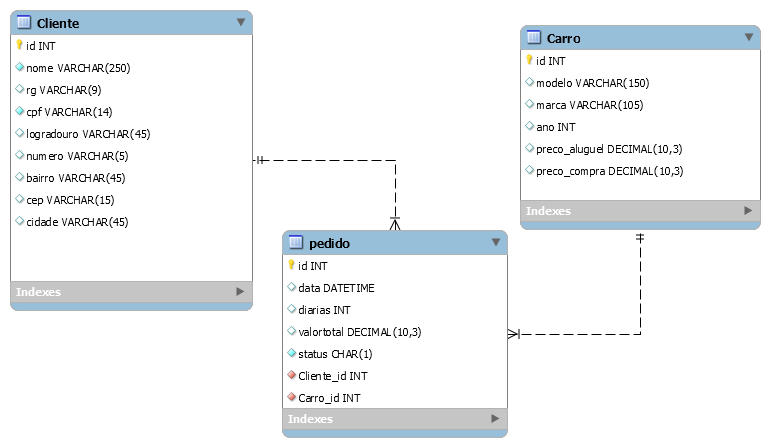 Cliente
id INT
nome VARCHAR(250)
rg VARCHAR(9)
cpf VARCHAR(14)
logradouro VARCHAR(45)
numero VARCHAR(5)
bairro VARCHAR(45)
cep VARCHAR(15)
cidade VARCHAR(45)
Indexes
Carro
id INT
modelo VARCHAR(150)
marca VARCHAR(105)
ano INT
preco_aluguel DECIMAL(10,3)
preco_compra DECIMAL(10,3)
Indexes
pedido
id INT
data DATETIME
diarias INT
valortotal DECIMAL(10,3)
status CHAR(1)
Cliente_id INT
Carro_id INT
Indexes